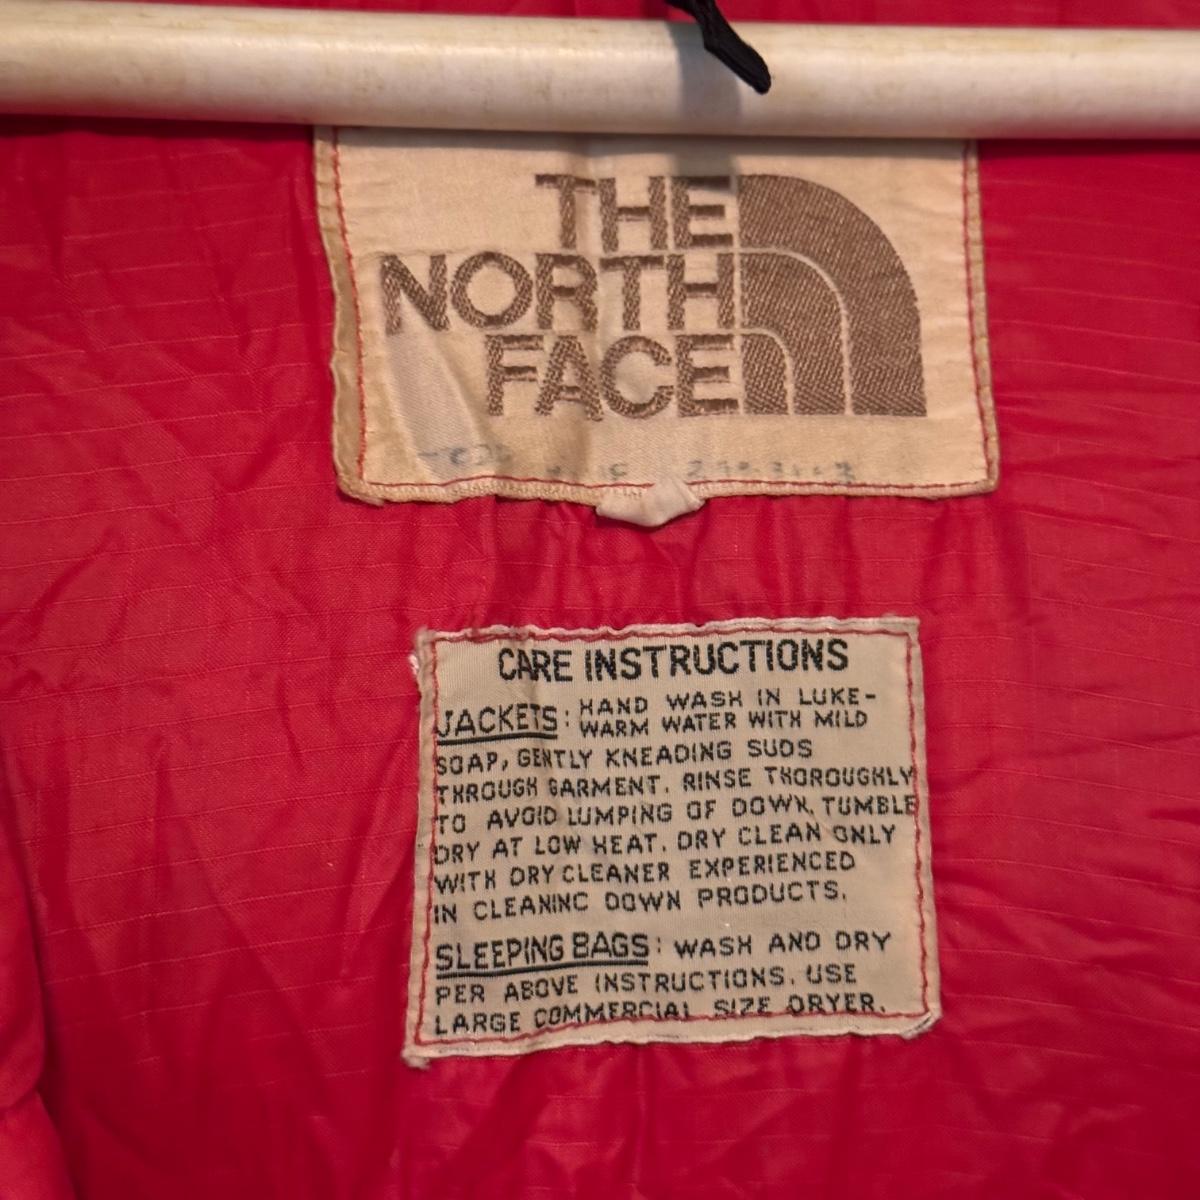 THE
NORTH
FACE
CARE INSTRUCTIONS
JACKETS: HAND WASH IN LUKE-
WARM WATER WITH MILD
SOAP, GENTLY KNEADING SUDS
THROUGH GARMENT. RINSE THOROUGHLY
TO AVOID LUMPING OF DOWN. TUMBLE
DRY AT LOW HEAT. DRY CLEAN ONLY
WITH DRY CLEANER EXPERIENCED
IN CLEANING DOWN PRODUCTS.
SLEEPING BAGS: WASH AND DRY
PER ABOVE INSTRUCTIONS. USE
LARGE COMMERCIAL SIZE DRYER.